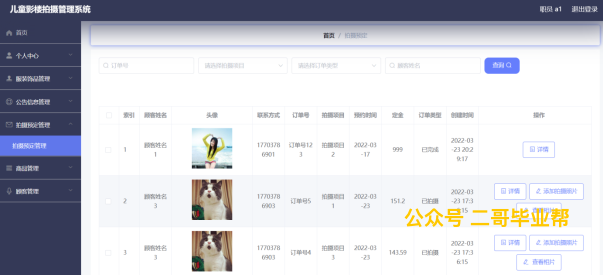 儿童影楼拍摄管理系统
职员 a1 退出登录
首页
首页 / 拍摄预定
个人中心
服装饰品管理
公告信息管理
拍摄预定管理
拍摄预定管理
商品管理
顾客管理
订单号 请选择拍摄项目 请选择订单类型 顾客姓名 查询
索引 顾客姓名 头像 联系方式 订单号 拍摄项目 预约时间 定金 订单类型 创建时间 操作
1 顾客姓名1 17703786901 订单号123 拍摄项目2 2022-03-17 999 已完成 2022-03-23 20:29:37 详情
2 顾客姓名3 17703786903 订单号5 拍摄项目1 2022-03-23 151.2 已拍摄 2022-03-23 17:36:15 详情 添加拍摄照片 查看照片
3 顾客姓名3 17703786903 订单号4 拍摄项目3 2022-03-23 143.59 已拍摄 2022-03-23 17:36:15 详情 添加拍摄照片 查看相片
公众号 二哥毕业帮